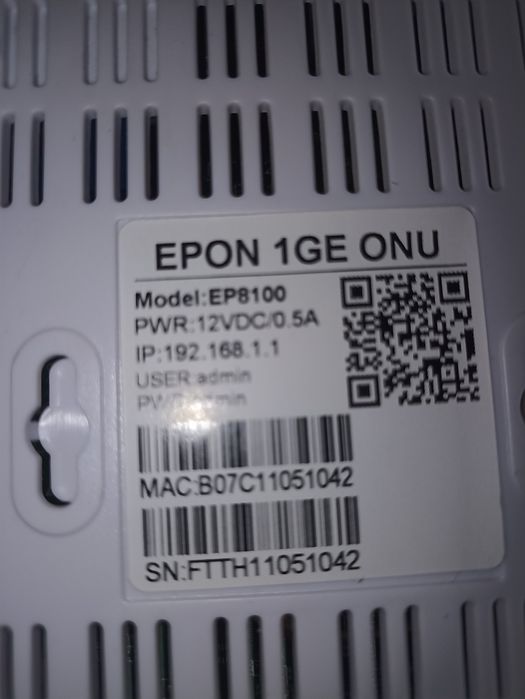 EPON 1GE ONU
Model:EP8100
PWR:12VDC/0.5A
IP:192.168.1.1
USER:admin
MAC:B07C11051042
SN:FTTH11051042